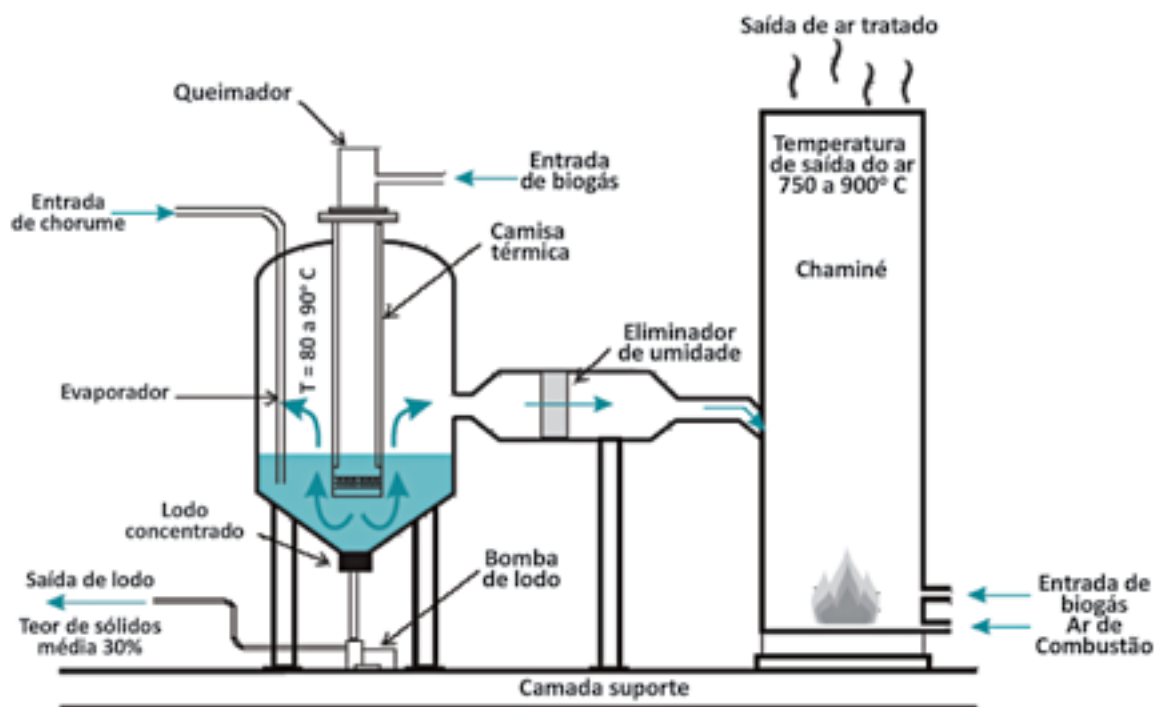 Saída de ar tratado
Queimador
Entrada
de biogás
Temperatura
de saída do ar
750 a 900º C
Entrada
de chorume
Camisa
térmica
Chaminé
T = 80 a 90º C
Eliminador
de umidade
Evaporador
Lodo
concentrado
Bomba
de lodo
Saída de lodo
Teor de sólidos
média 30%
Entrada de
biogás
Ar de
Combustão
Camada suporte